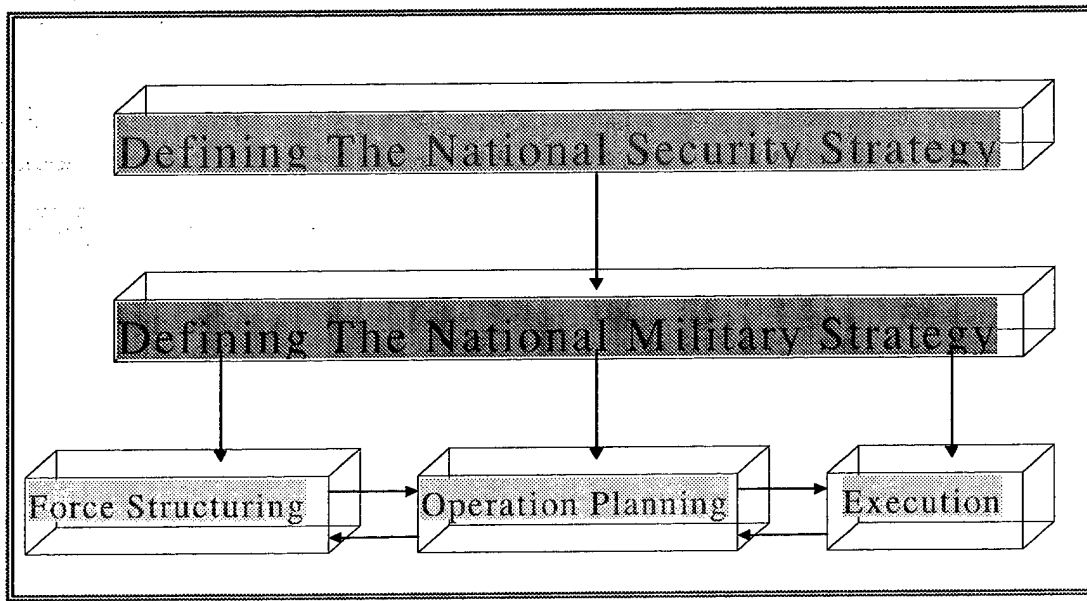 Defining The National Security Strategy
Defining The National Military Strategy
Force Structuring
Operation Planning
Execution